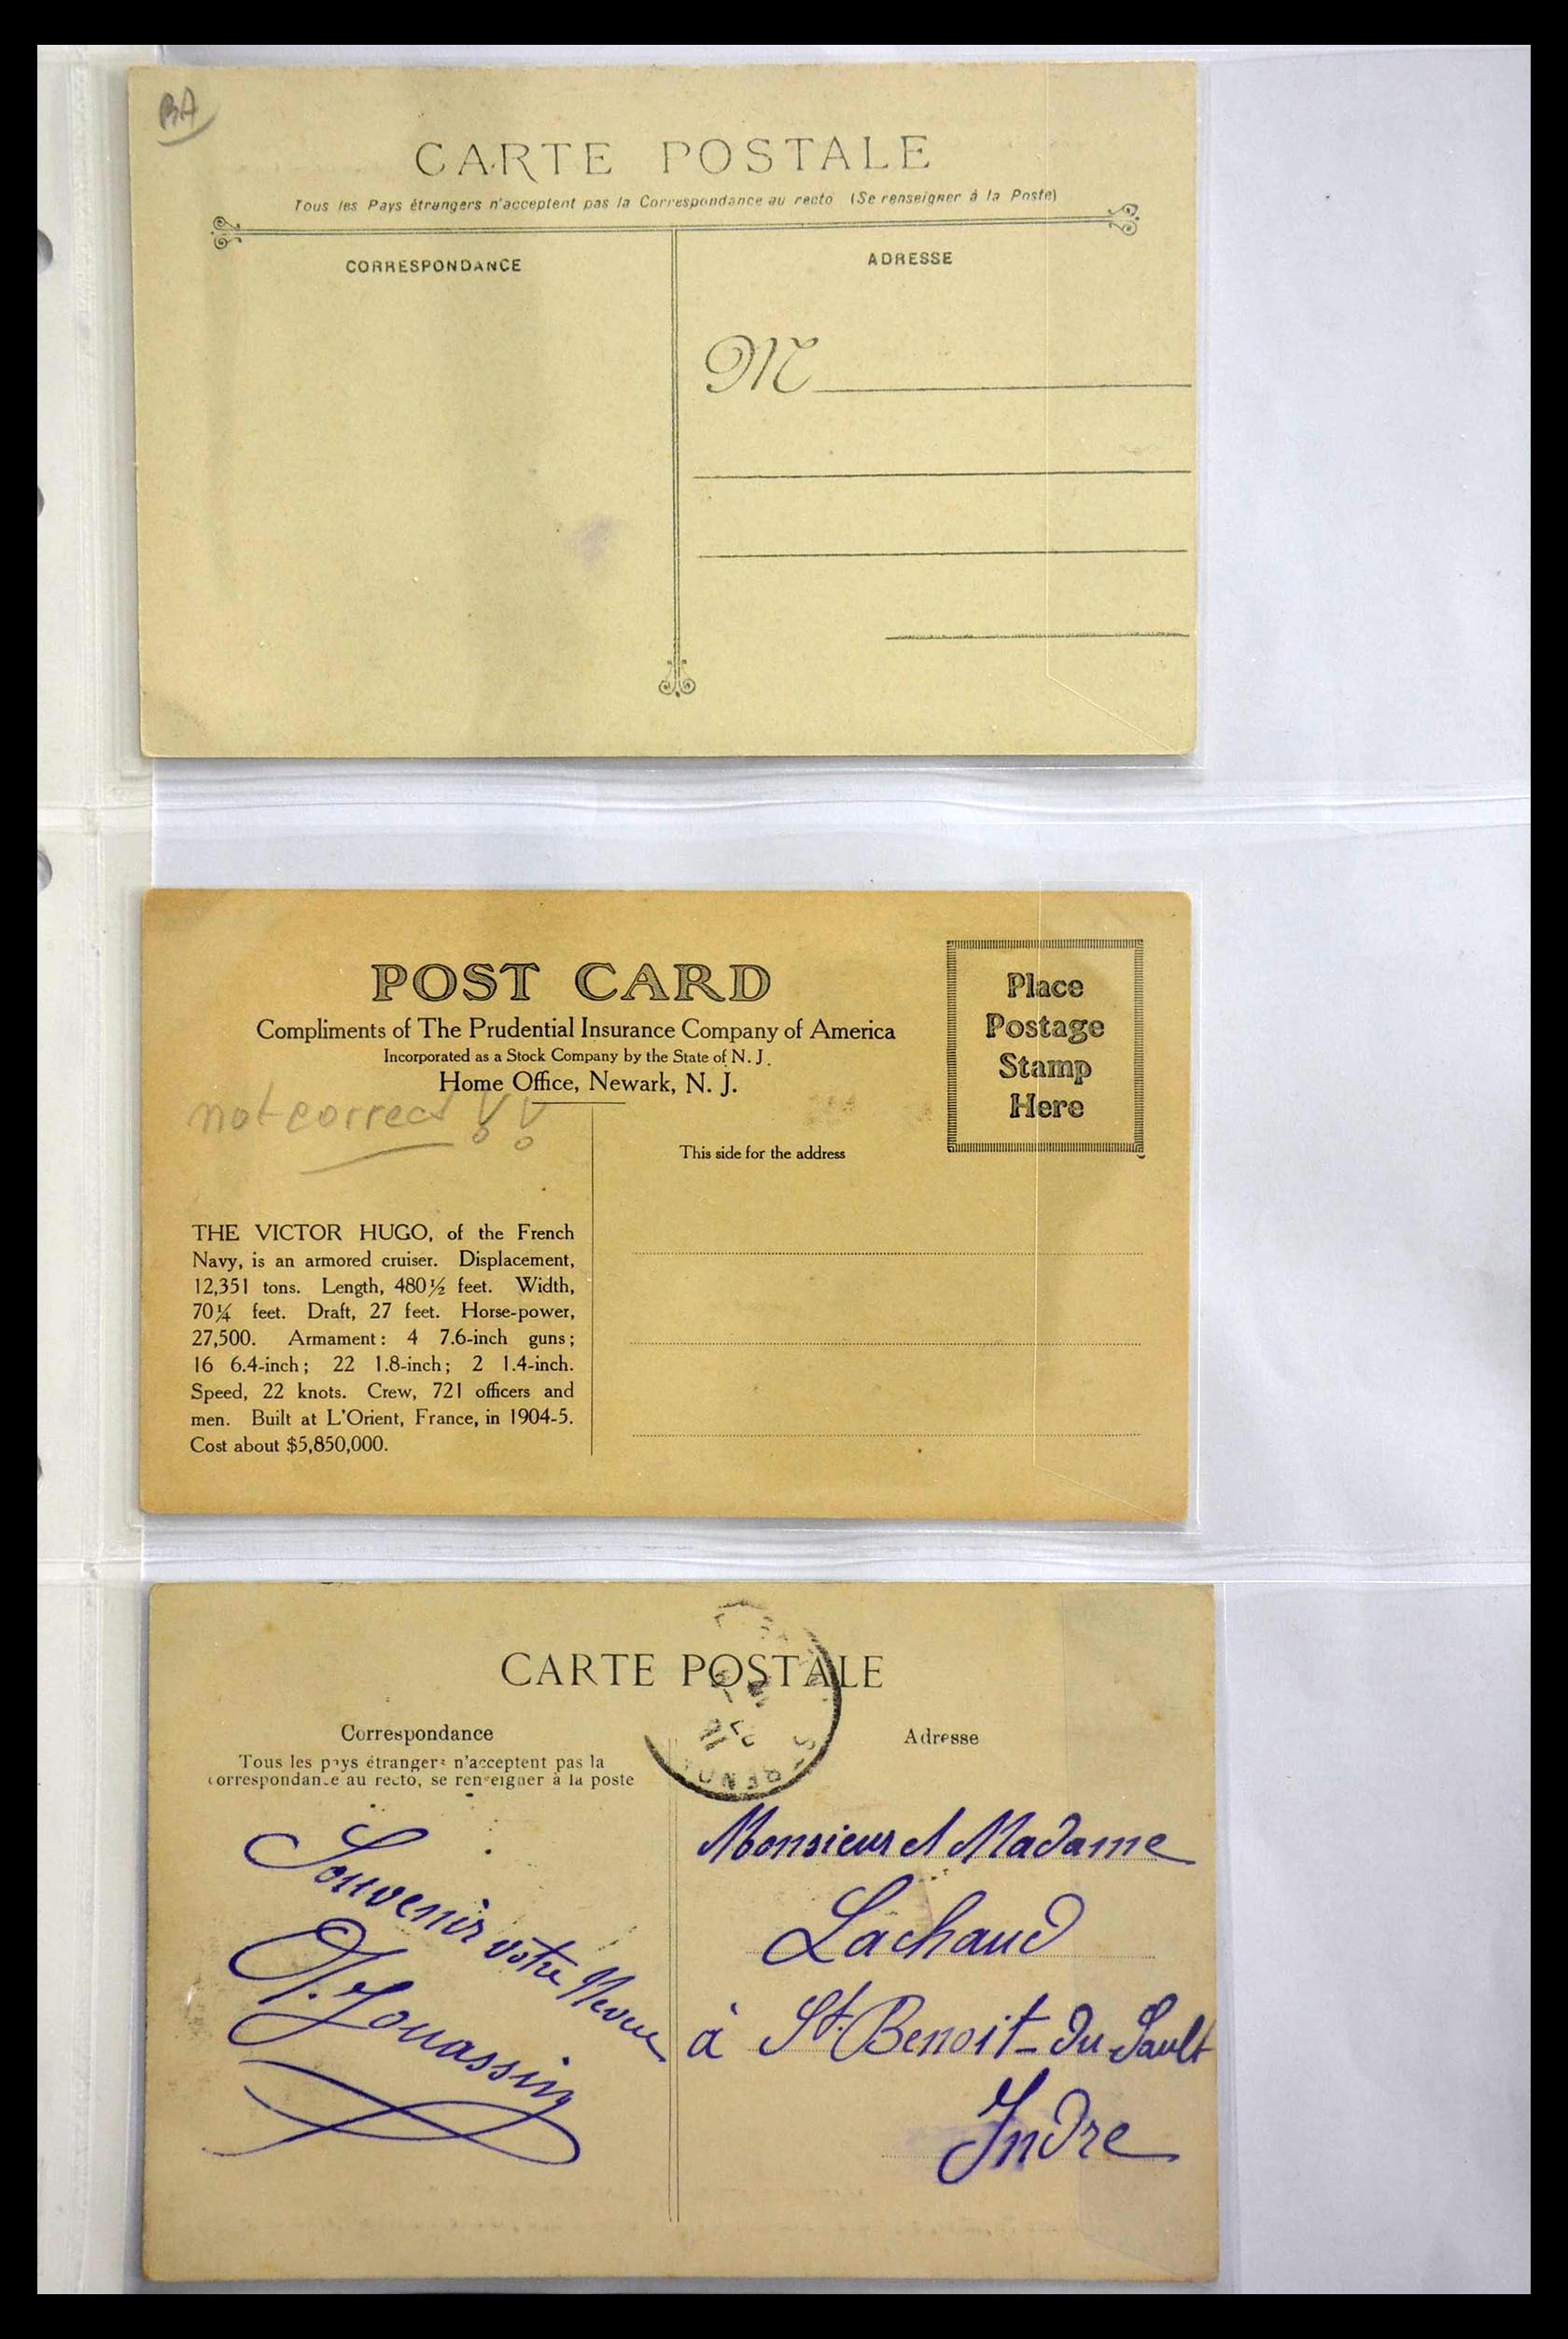 BA
CARTE POSTALE
Tous les Pays étrangers n'acceptent pas la Correspondance au recto (Se renseigner à la Poste)
CORRESPONDANCE
ADRESSE
M
POST CARD
Compliments of The Prudential Insurance Company of America
Incorporated as a Stock Company by the State of N. J.
Home Office, Newark, N. J.
Place
Postage
Stamp
Here
not correct !!
This side for the address
THE VICTOR HUGO, of the French
Navy, is an armored cruiser. Displacement,
12,351 tons. Length, 480½ feet. Width,
70¼ feet. Draft, 27 feet. Horse-power,
27,500. Armament: 4 7.6-inch guns;
16 6.4-inch; 22 1.8-inch; 2 1.4-inch.
Speed, 22 knots. Crew, 721 officers and
men. Built at L'Orient, France, in 1904-5.
Cost about $5,850,000.
CARTE POSTALE
Correspondance
Tous les pays étrangers n'acceptent pas la
correspondance au recto, se renseigner à la poste
Adresse
Souvenir votre Neveu
Jouassin
Monsieur et Madame
Lachaud
à St. Benoit-du-Sault
Indre